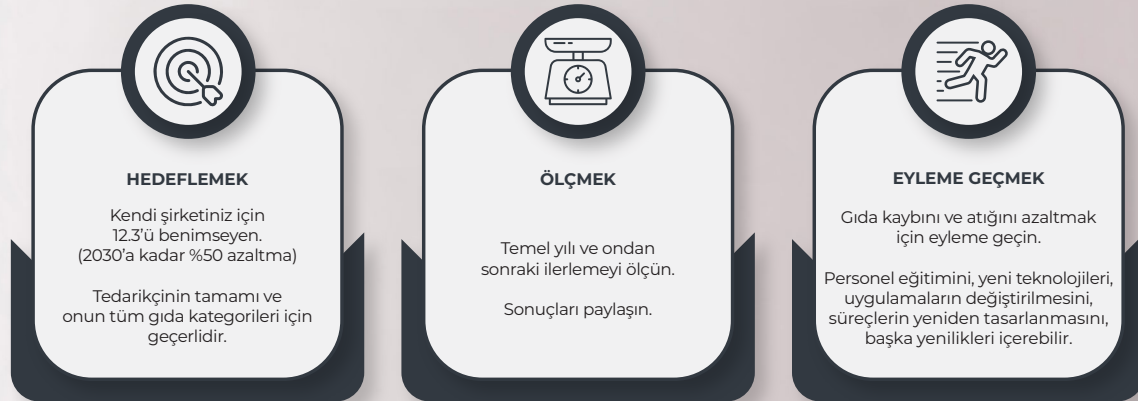 HEDEFLEMEK
Kendi şirketiniz için
12.3’ü benimseyen.
(2030’a kadar %50 azaltma)
Tedarikçinin tamamı ve
onun tüm gıda kategorileri için
geçerlidir.
ÖLÇMEK
Temel yılı ve ondan
sonraki ilerlemeyi ölçün.
Sonuçları paylaşın.
EYLEME GEÇMEK
Gıda kaybını ve atığını azaltmak
için eyleme geçin.
Personel eğitimini, yeni teknolojileri,
uygulamaların değiştirilmesini,
süreçlerin yeniden tasarlanmasını,
başka yenilikleri içerebilir.